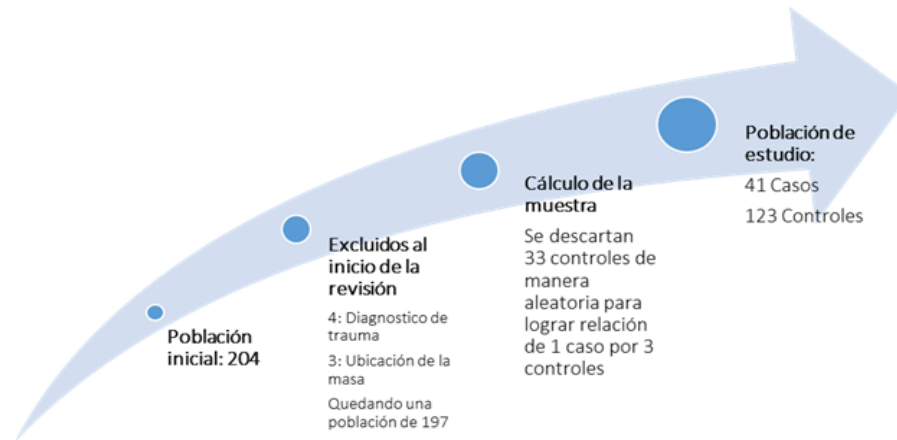 Población
inicial: 204
Excluidos al
inicio de la
revisión
4: Diagnostico de
trauma
3: Ubicación de la
masa
Quedando una
población de 197
Cálculo de la
muestra
Se descartan
33 controles de
manera
aleatoria para
lograr relación
de 1 caso por 3
controles
Población de
estudio:
41 Casos
123 Controles